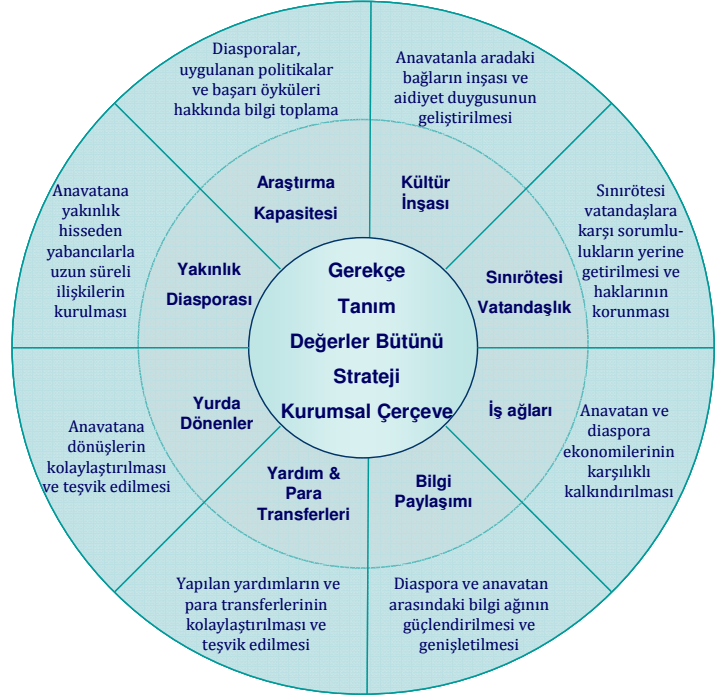 Diasporalar,
uygulanan politikalar
ve başarı öyküleri
hakkında bilgi toplama
Anavatanla aradaki
bağların inşası ve
aidiyet duygusunun
geliştirilmesi
Sınırötesi
vatandaşlara
karşı sorumlu-
lukların yerine
getirilmesi ve
haklarının
korunması
Anavatan ve
diaspora
ekonomilerinin
karşılıklı
kalkındırılması
Diaspora ve anavatan
arasındaki bilgi ağının
güçlendirilmesi ve
genişletilmesi
Yapılan yardımların ve
para transferlerinin
kolaylaştırılması ve
teşvik edilmesi
Anavatana
dönüşlerin
kolaylaştırılması
ve teşvik edilmesi
Anavatana
yakınlık
hisseden
yabancılarla
uzun süreli
ilişkilerin
kurulması
Araştırma
Kapasitesi
Kültür
İnşası
Sınırötesi
Vatandaşlık
İş ağları
Bilgi
Paylaşımı
Yardım &
Para
Transferleri
Yurda
Dönenler
Yakınlık
Diasporası
Gerekçe
Tanım
Değerler Bütünü
Strateji
Kurumsal Çerçeve